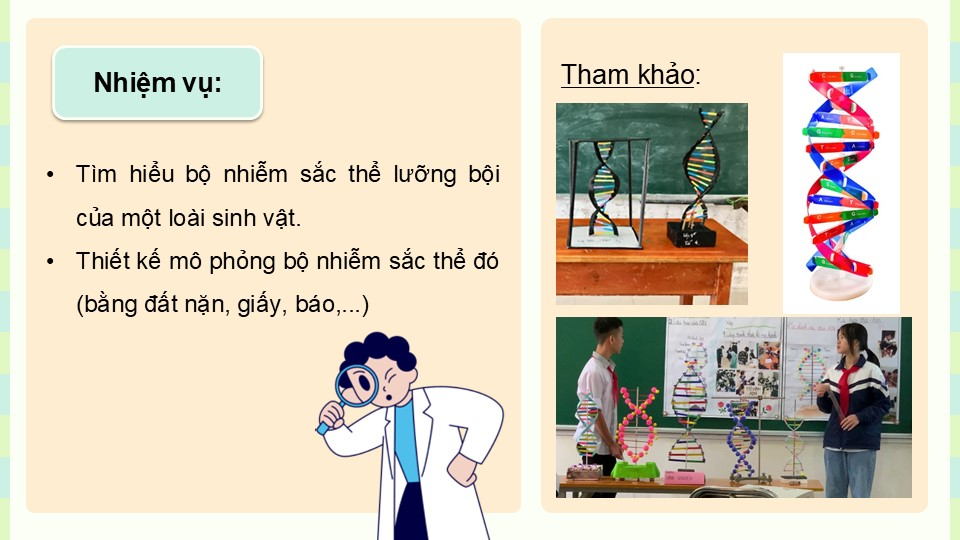 Nhiệm vụ:
• Tìm hiểu bộ nhiễm sắc thể lưỡng bội
của một loài sinh vật.
• Thiết kế mô phỏng bộ nhiễm sắc thể đó
(bằng đất nặn, giấy, báo,...)
Tham khảo: